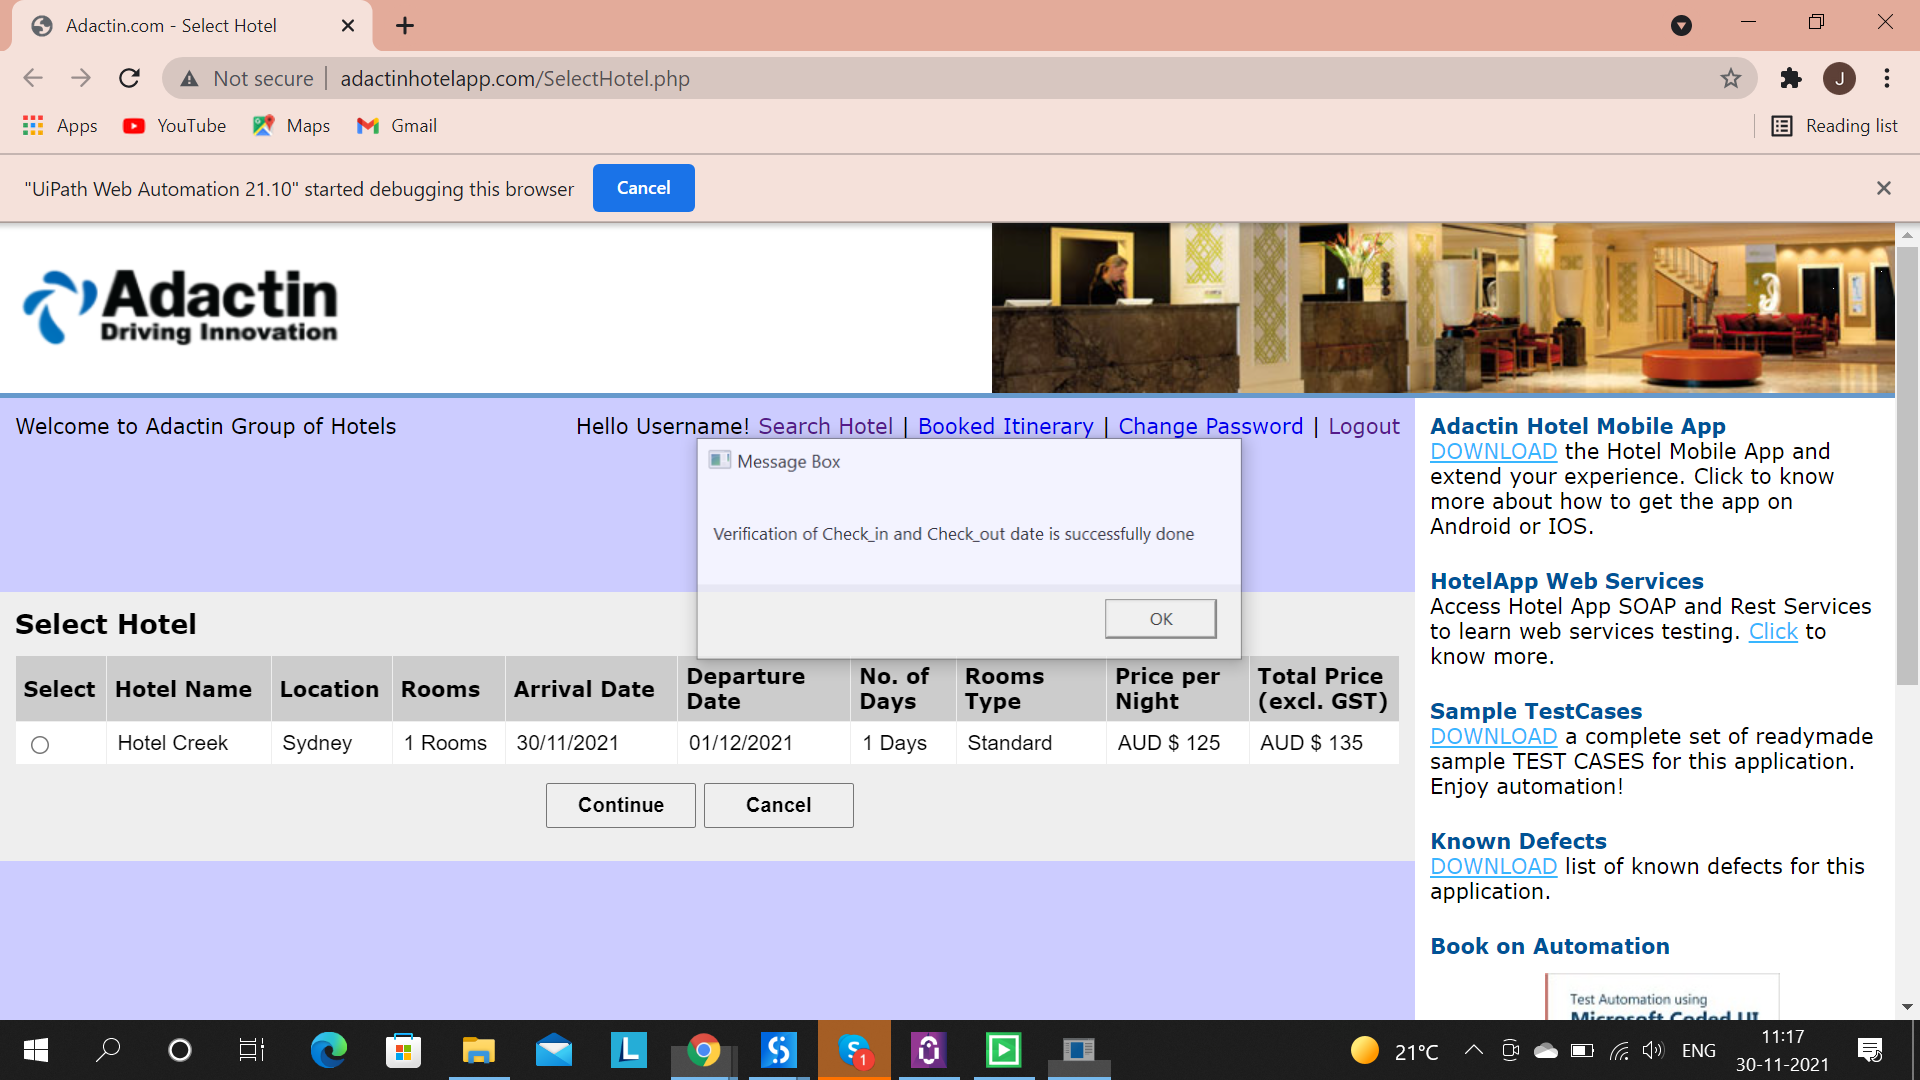 Adactin.com - Select Hotel
Not secure
adactinhotelapp.com/SelectHotel.php
J
Apps
YouTube
Maps
Gmail
Reading list
"UiPath Web Automation 21.10" started debugging this browser
Cancel
Adactin
Driving Innovation
Welcome to Adactin Group of Hotels
Hello Username! Search Hotel | Booked Itinerary | Change Password | Logout
Message Box
Verification of Check_in and Check_out date is successfully done
OK
Select Hotel
Select Hotel Name Location Rooms Arrival Date Departure Date No. of Days Rooms Type Price per Night Total Price (excl. GST)
Hotel Creek Sydney 1 Rooms 30/11/2021 01/12/2021 1 Days Standard AUD $ 125 AUD $ 135
Continue
Cancel
Adactin Hotel Mobile App
DOWNLOAD the Hotel Mobile App and
extend your experience. Click to know
more about how to get the app on
Android or IOS.
HotelApp Web Services
Access Hotel App SOAP and Rest Services
to learn web services testing. Click to
know more.
Sample TestCases
DOWNLOAD a complete set of readymade
sample TEST CASES for this application.
Enjoy automation!
Known Defects
DOWNLOAD list of known defects for this
application.
Book on Automation
Test Automation using
Microsoft Coded UI
L
S 1
21°C
ENG
11:17
30-11-2021